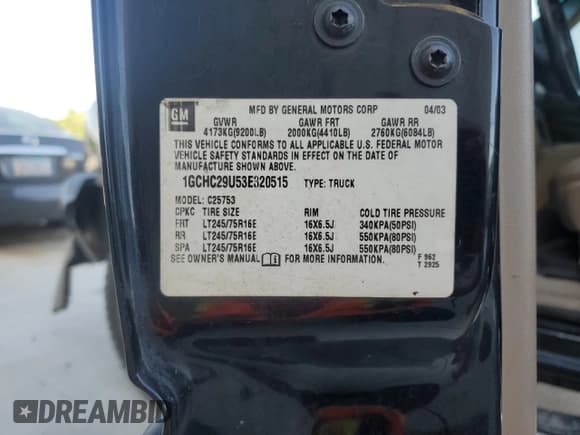 GM MFD BY GENERAL MOTORS CORP 04/03
GVWR GAWR FRT GAWR RR
4173KG(9200LB) 2000KG(4410LB) 2760KG(6084LB)
THIS VEHICLE CONFORMS TO ALL APPLICABLE U.S. FEDERAL MOTOR
VEHICLE SAFETY STANDARDS IN EFFECT ON THE DATE OF
MANUFACTURE SHOWN ABOVE.
1GCHC29U53E320515 TYPE: TRUCK
MODEL: C25753
CPKC TIRE SIZE RIM COLD TIRE PRESSURE
FRT LT245/75R16E 16X6.5J 340KPA(50PSI)
RR LT245/75R16E 16X6.5J 550KPA(80PSI)
SPA LT245/75R16E 16X6.5J 550KPA(80PSI)
SEE OWNER'S MANUAL FOR MORE INFORMATION.
F 962
T 2925
DREAMBID